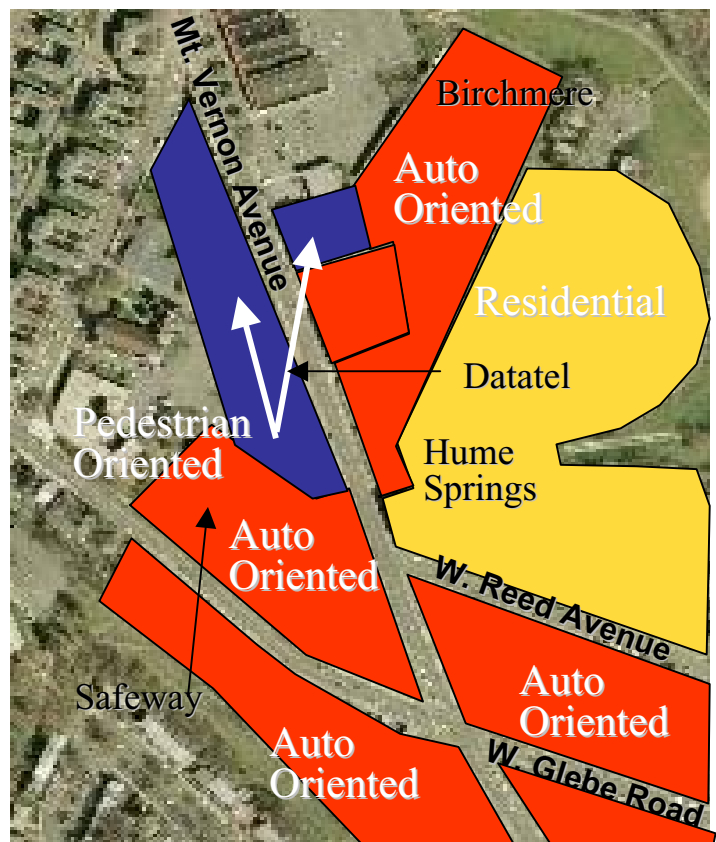 Mt. Vernon Avenue
Birchmere
Auto
Oriented
Residential
Datatel
Pedestrian
Oriented
Hume
Springs
Auto
Oriented
W. Reed Avenue
Safeway
Auto
Oriented
Auto
Oriented
W. Glebe Road